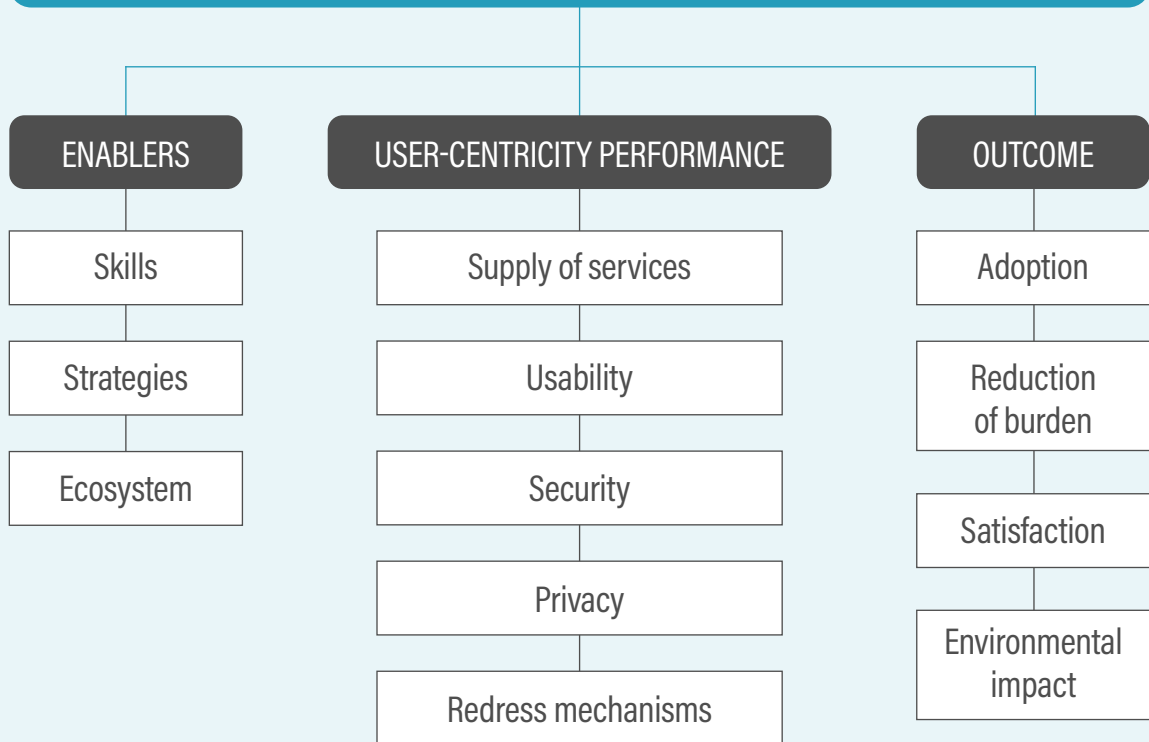 ENABLERS
Skills
Strategies
Ecosystem
USER-CENTRICITY PERFORMANCE
Supply of services
Usability
Security
Privacy
Redress mechanisms
OUTCOME
Adoption
Reduction
of burden
Satisfaction
Environmental
impact